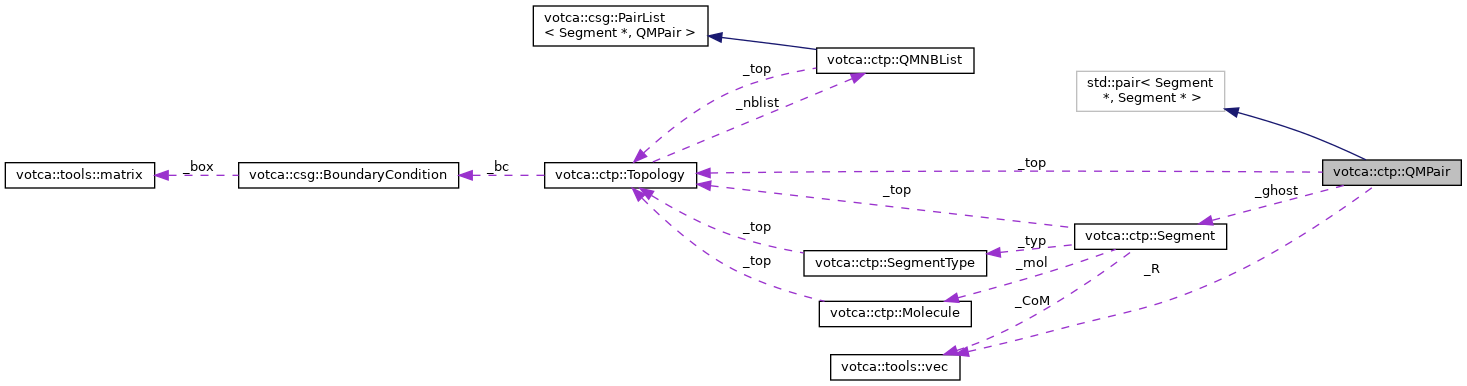 votca::csg::PairList
< Segment *, QMPair >
votca::ctp::QMNBList
_top
std::pair< Segment
*, Segment * >
_nblist
votca::tools::matrix
_box
votca::csg::BoundaryCondition
_bc
votca::ctp::Topology
_top
votca::ctp::QMPair
_top
_ghost
_top
votca::ctp::Segment
_typ
votca::ctp::SegmentType
_top
_mol
_R
_CoM
votca::ctp::Molecule
votca::tools::vec